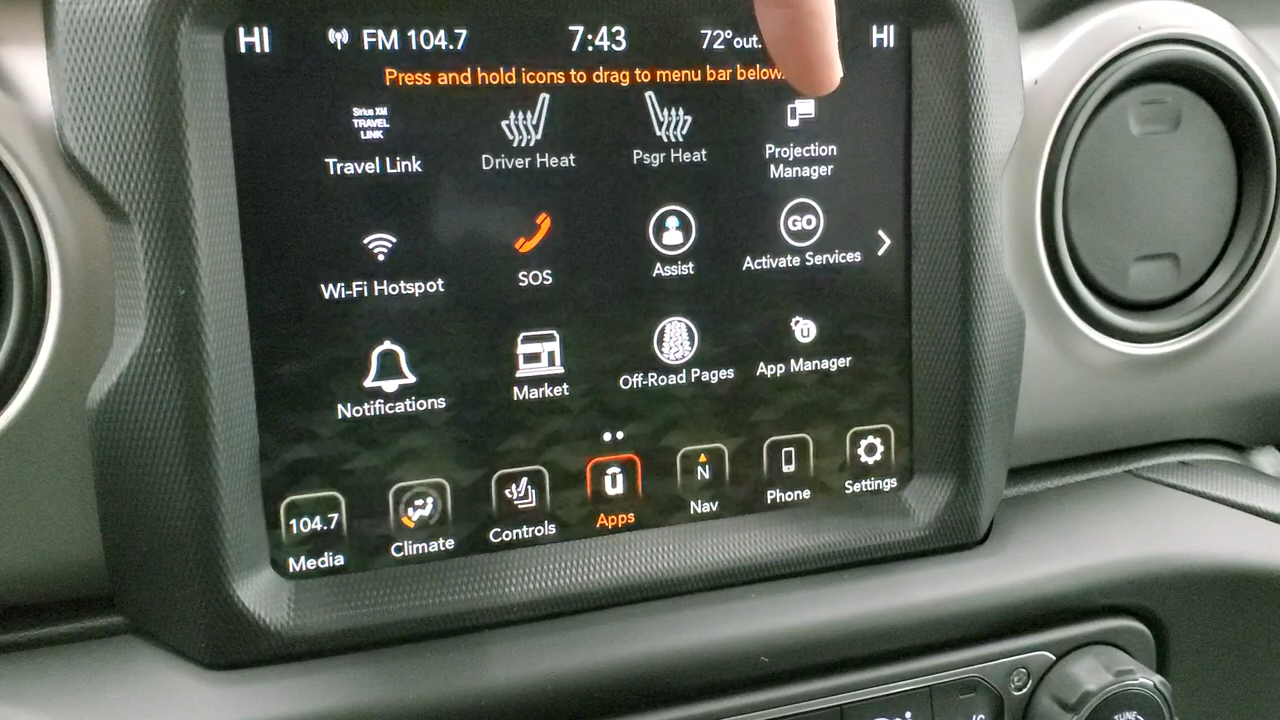 HI FM 104.7 7:43 72°out. HI
Press and hold icons to drag to menu bar below.
Sirius XM
TRAVEL
LINK
Travel Link
Driver Heat
Psgr Heat
Projection
Manager
Wi-Fi Hotspot
SOS
Assist
GO
Activate Services
Notifications
Market
Off-Road Pages
App Manager
104.7
Media
Climate
Controls
Apps
N
Nav
Phone
Settings
TUNE